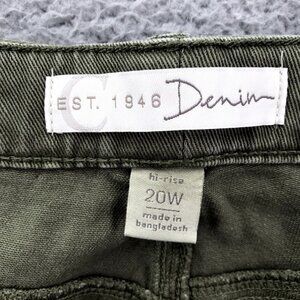 C
EST. 1946 Denim
hi-rise
20W
made in
bangladesh